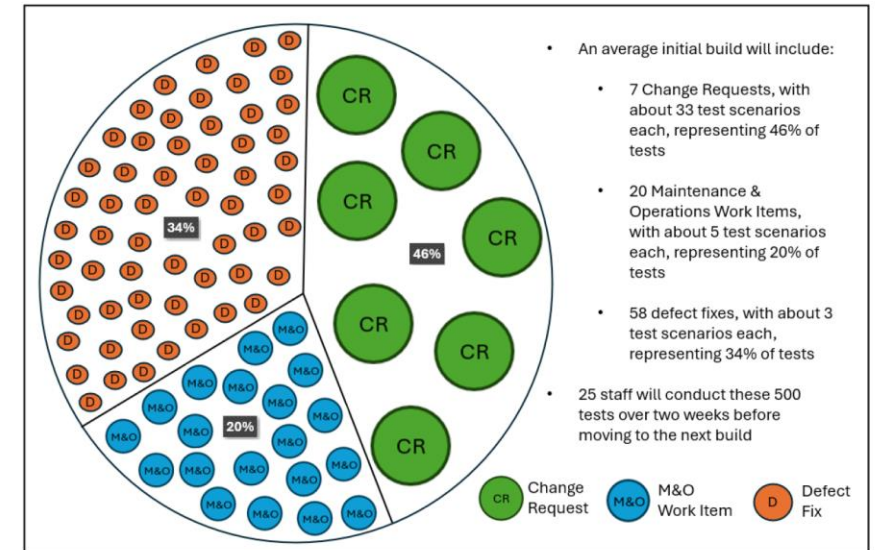 D D
D
D D D
D D D D D
D D D D D
D D D D D D
D D D D D D
34%
D D D D D D
D D D D D D D
D D D D D D D
D D D D D
D D D
D
CR
CR
CR
CR
46%
CR
CR
CR
M&O
M&O
M&O
M&O M&O
M&O
M&O M&O
20%
M&O M&O M&O
M&O
M&O M&O M&O M&O
M&O
M&O M&O M&O
• An average initial build will include:
• 7 Change Requests, with
about 33 test scenarios
each, representing 46% of
tests
• 20 Maintenance &
Operations Work Items,
with about 5 test scenarios
each, representing 20% of
tests
• 58 defect fixes, with about 3
test scenarios each,
representing 34% of tests
• 25 staff will conduct these 500
tests over two weeks before
moving to the next build
CR
Change
Request
M&O
M&O
Work Item
D
Defect
Fix